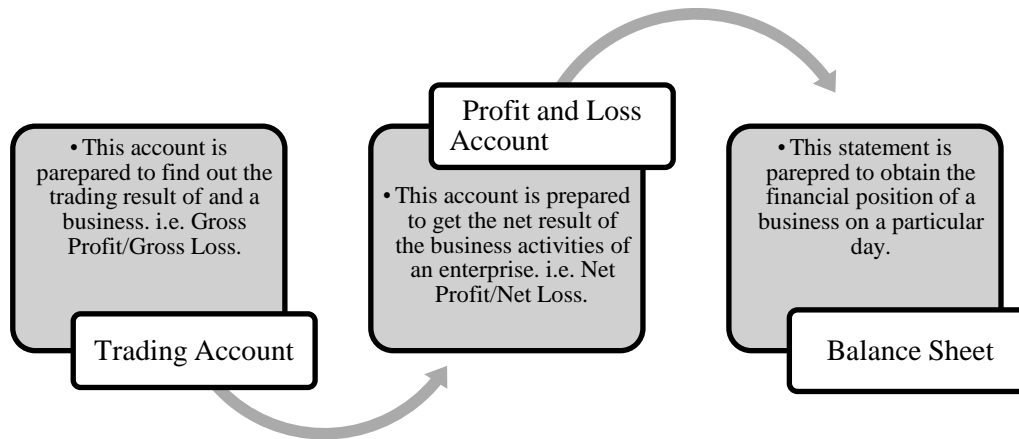 • This account is
parepared to find out the
trading result of and a
business. i.e. Gross
Profit/Gross Loss.
Trading Account
Profit and Loss
Account
• This account is prepared
to get the net result of
the business activities of
an enterprise. i.e. Net
Profit/Net Loss.
• This statement is
parepred to obtain the
financial position of a
business on a particular
day.
Balance Sheet